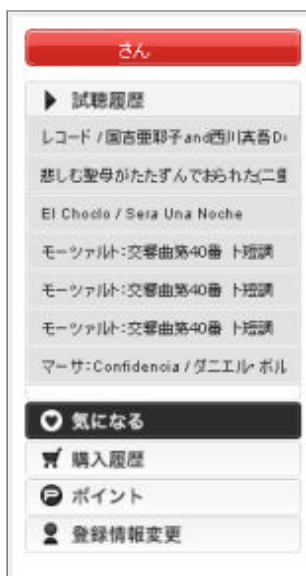 さん
試聴履歴
レコード / 国吉亜耶子and西川真吾D
悲しむ聖母がたたずんでおられた(二重
El Choclo / Sera Una Noche
モーツァルト:交響曲第40番 ト短調
モーツァルト:交響曲第40番 ト短調
モーツァルト:交響曲第40番 ト短調
マーサ:Confidencia / ダニエル・ボル
気になる
購入履歴
ポイント
登録情報変更